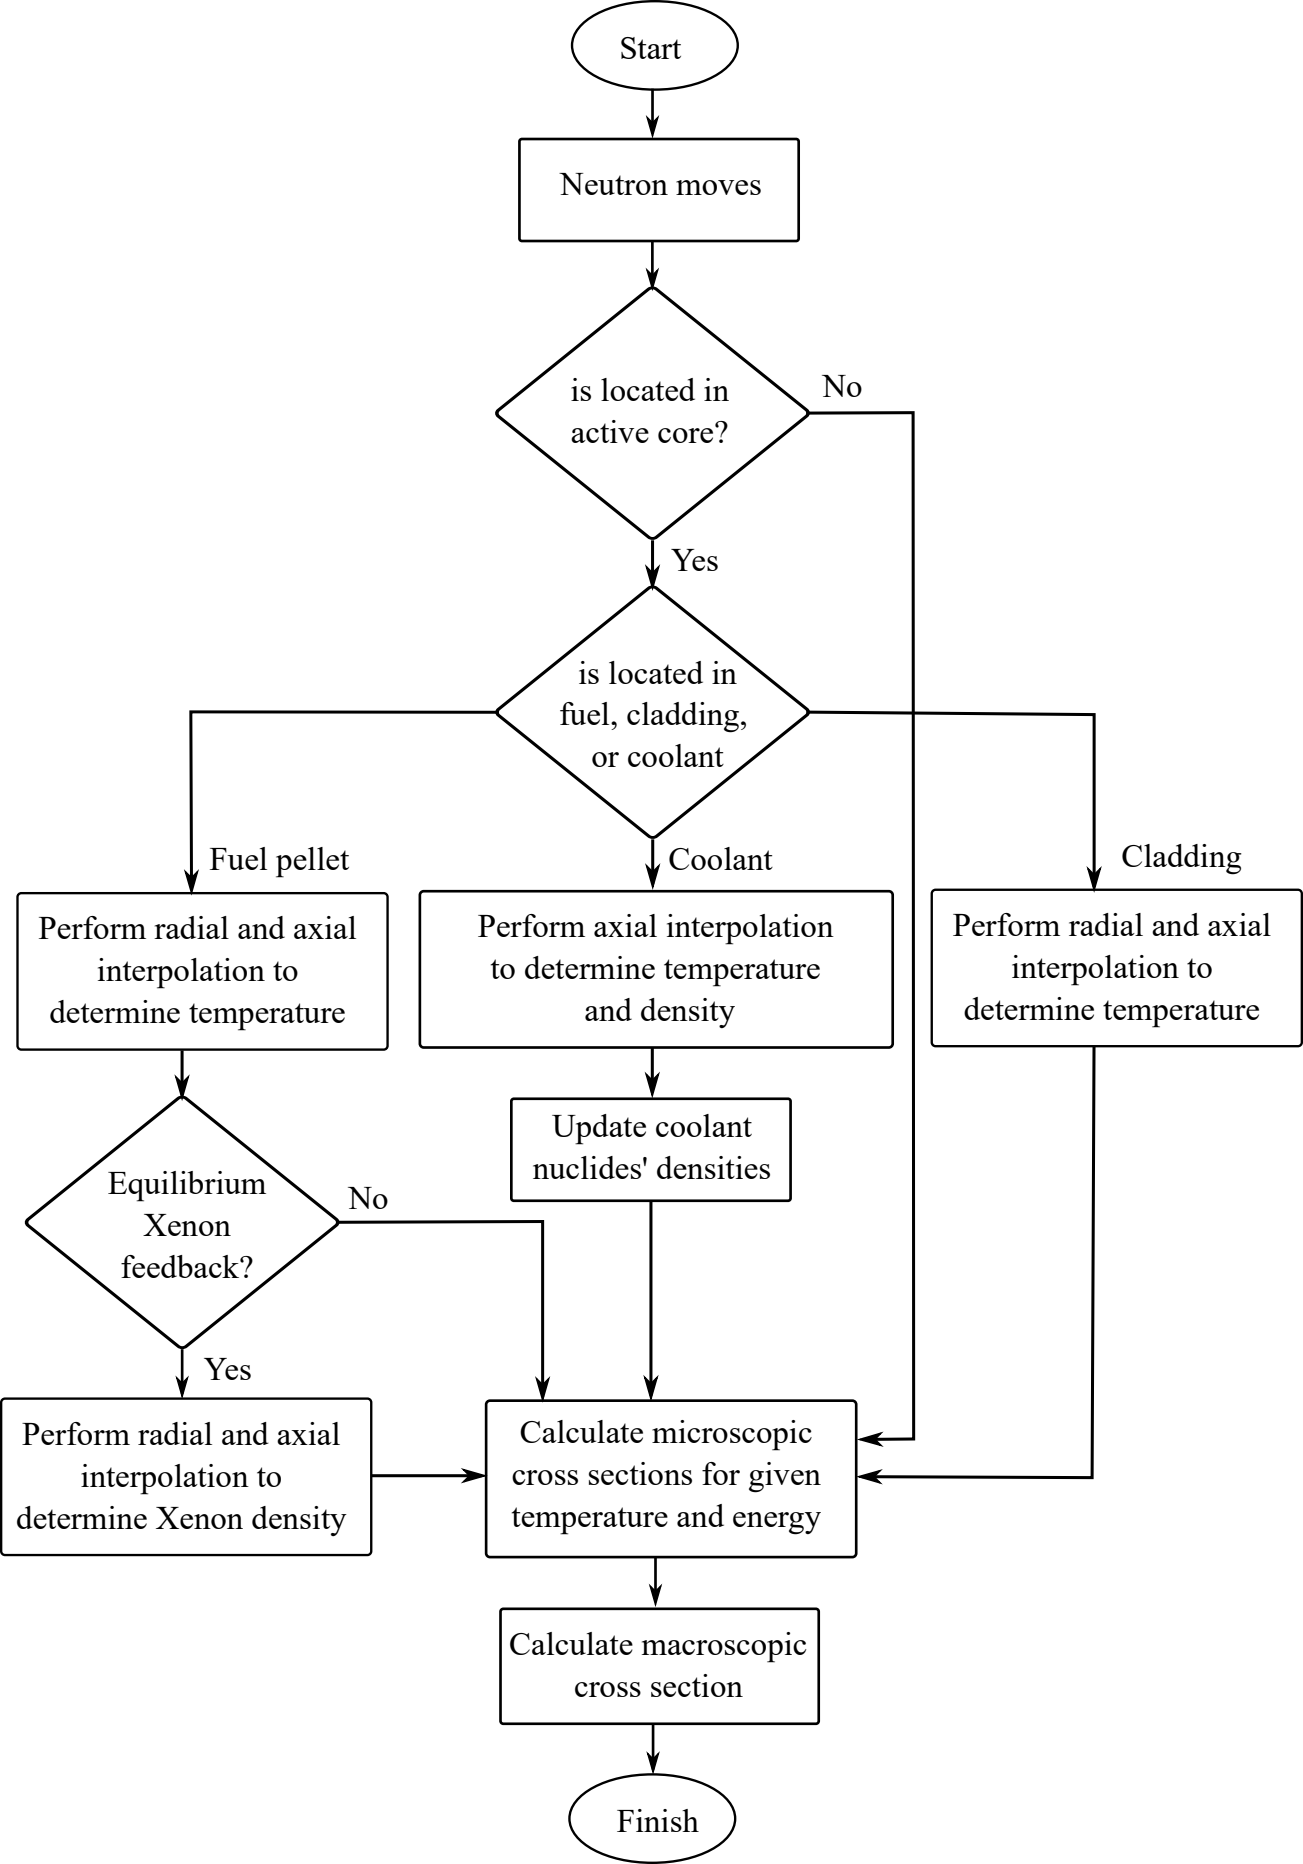 Start
Neutron moves
is located in
active core?
No
Yes
is located in
fuel, cladding,
or coolant
Fuel pellet
Coolant
Cladding
Perform radial and axial
interpolation to
determine temperature
Perform axial interpolation
to determine temperature
and density
Perform radial and axial
interpolation to
determine temperature
Update coolant
nuclides' densities
Equilibrium
Xenon
feedback?
No
Yes
Perform radial and axial
interpolation to
determine Xenon density
Calculate microscopic
cross sections for given
temperature and energy
Calculate macroscopic
cross section
Finish